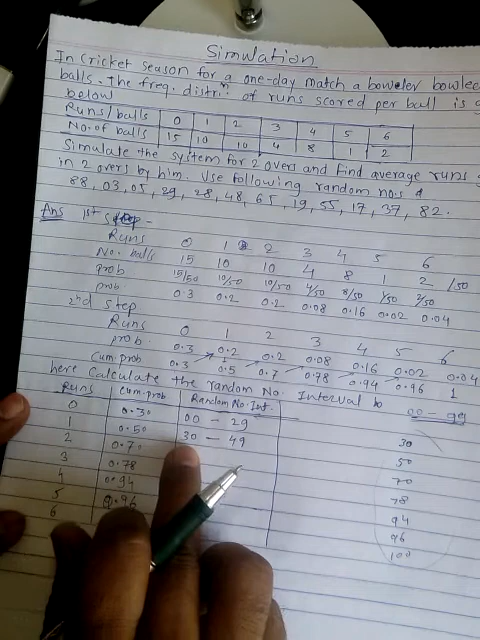 Simulation
In cricket season for a one-day match a bowler bowled
balls. The freq. distri.n of runs scored per ball is
below
Runs/balls 0 1 2 3 4 5 6
No. of balls 15 10 10 4 8 1 2
Simulate the system for 2 overs and find average runs
in 2 overs by him. Use following random no.s
88, 03, 05, 29, 28, 48, 65, 19, 55, 17, 37, 82.
Ans 1st step -
Runs 0 1 2 3 4 5 6
No. balls 15 10 10 4 8 1 2 /50
prob 15/50 10/50 10/50 4/50 8/50 1/50 2/50
prob 0.3 0.2 0.2 0.08 0.16 0.02 0.04
2nd step
Runs 0 1 2 3 4 5 6
prob. 0.3 0.2 0.2 0.08 0.16 0.02 0.04
Cum.prob 0.3 0.5 0.7 0.78 0.94 0.96 1
here Calculate the random No. Interval to 00 - 99
Runs Cum.prob Random No. Int.
0 0.30 00 - 29 30
1 0.50 30 - 49 50
2 0.70 70
3 0.78 78
4 0.94 94
5 0.96 96
6 100